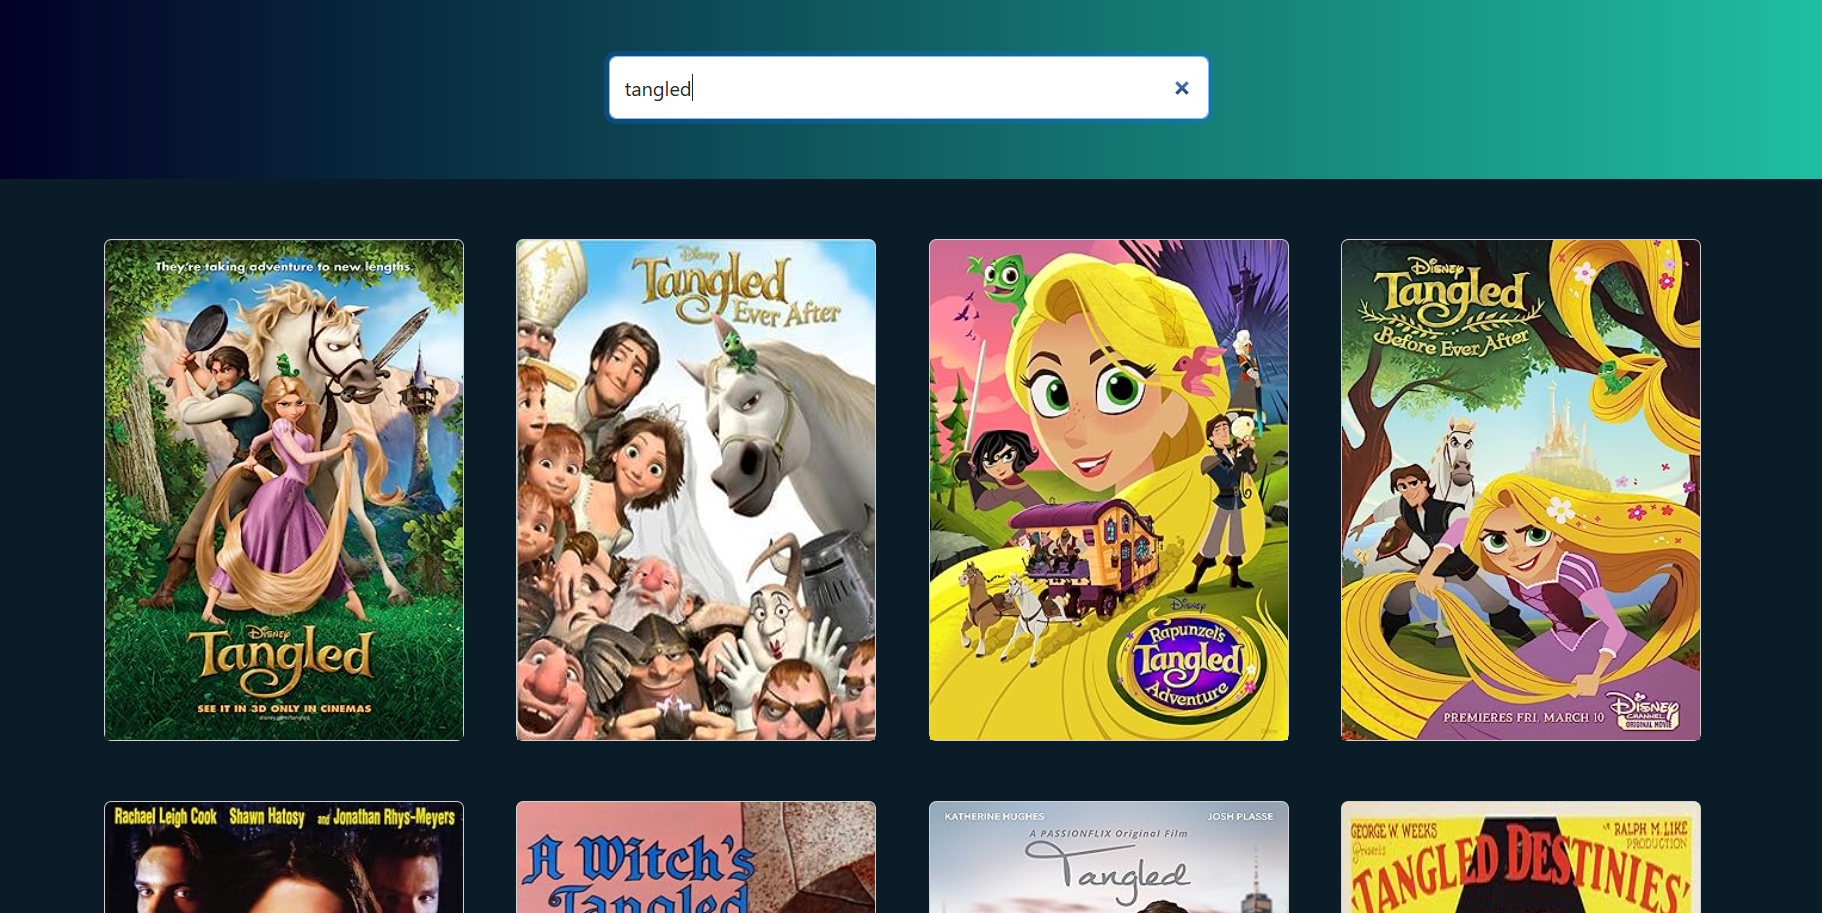 tangled
They're taking adventure to new lengths.
Disney
Tangled
SEE IT IN 3D ONLY IN CINEMAS
Disney
Tangled
Ever After
Disney
Rapunzel's
Tangled
Adventure
Disney
Tangled
Before Ever After
PREMIERES FRI. MARCH 10
Disney
CHANNEL
ORIGINAL MOVIE
Rachael Leigh Cook Shawn Hatosy and Jonathan Rhys-Meyers
A Witch's
Tangled
KATHERINE HUGHES JOSH PLASSE
A PASSIONFLIX Original Film
Tangled
GEORGE W. WEEKS
Presents
RALPH M. LIKE
PRODUCTION
TANGLED DESTINIES